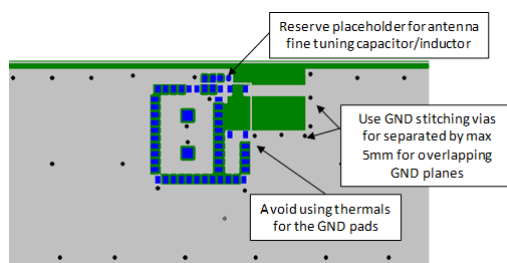 Reserve placeholder for antenna
fine tuning capacitor/inductor
Use GND stitching vias
for separated by max
5mm for overlapping
GND planes
Avoid using thermals
for the GND pads